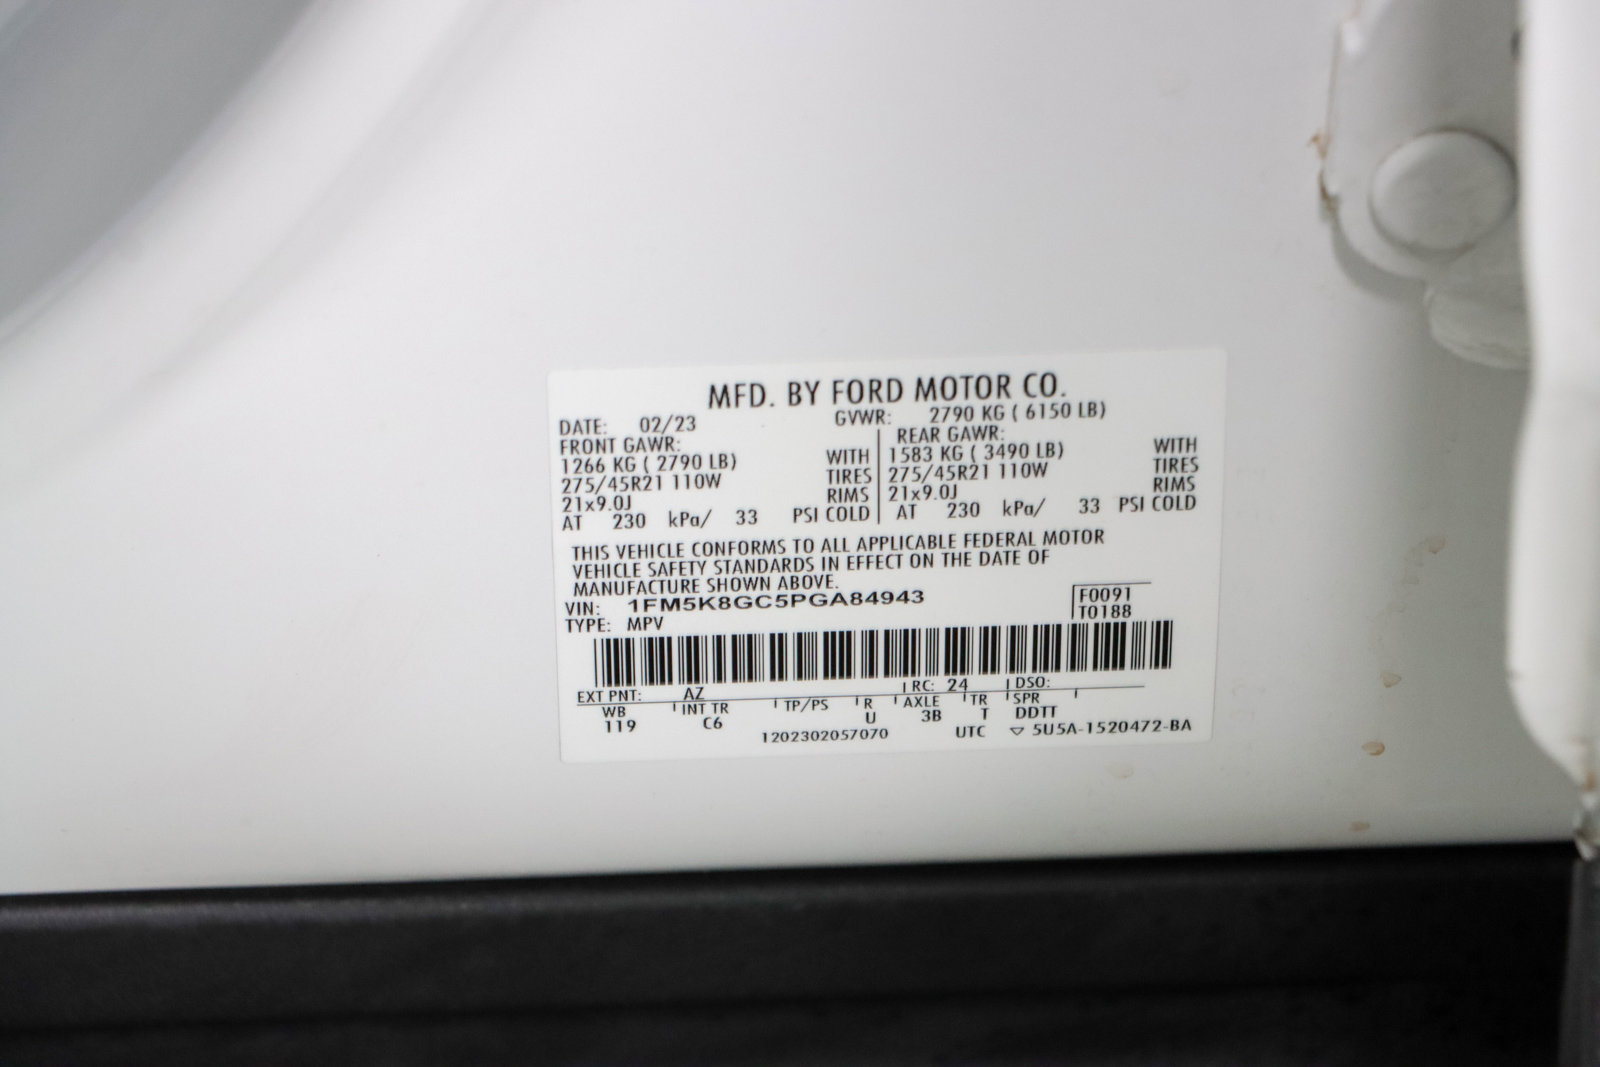 MFD. BY FORD MOTOR CO.
DATE: 02/23 GVWR: 2790 KG ( 6150 LB)
FRONT GAWR: REAR GAWR:
1266 KG ( 2790 LB) WITH 1583 KG ( 3490 LB) WITH
275/45R21 110W TIRES 275/45R21 110W TIRES
21x9.0J RIMS 21x9.0J RIMS
AT 230 kPa/ 33 PSI COLD AT 230 kPa/ 33 PSI COLD
THIS VEHICLE CONFORMS TO ALL APPLICABLE FEDERAL MOTOR
VEHICLE SAFETY STANDARDS IN EFFECT ON THE DATE OF
MANUFACTURE SHOWN ABOVE.
VIN: 1FM5K8GC5PGA84943 F0091
TYPE: MPV T0188
EXT PNT: AZ RC: 24 DSO:
WB INT TR TP/PS R AXLE TR SPR
119 C6 U 3B T DDTT
1202302057070 UTC ▽ 5U5A-1520472-BA